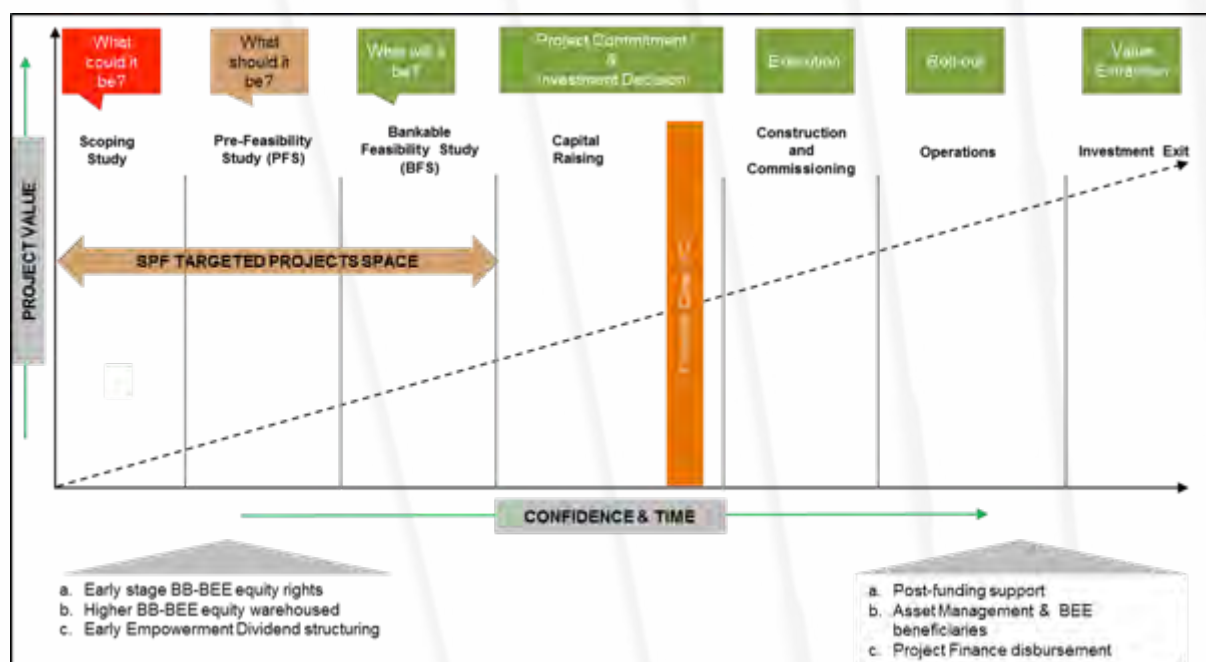 What
could it
be?
What
should it
be?
What will it
be?
Project Commitment
&
Investment Decision
Execution
Roll-out
Value
Extraction
Scoping
Study
Pre-Feasibility
Study (PFS)
Bankable
Feasibility Study
(BFS)
Capital
Raising
Construction
and
Commissioning
Operations
Investment Exit
PROJECT VALUE
SPF TARGETED PROJECTS SPACE
CONFIDENCE & TIME
a. Early stage BB-BEE equity rights
b. Higher BB-BEE equity warehoused
c. Early Empowerment Dividend structuring
a. Post-funding support
b. Asset Management & BEE
beneficiaries
c. Project Finance disbursement